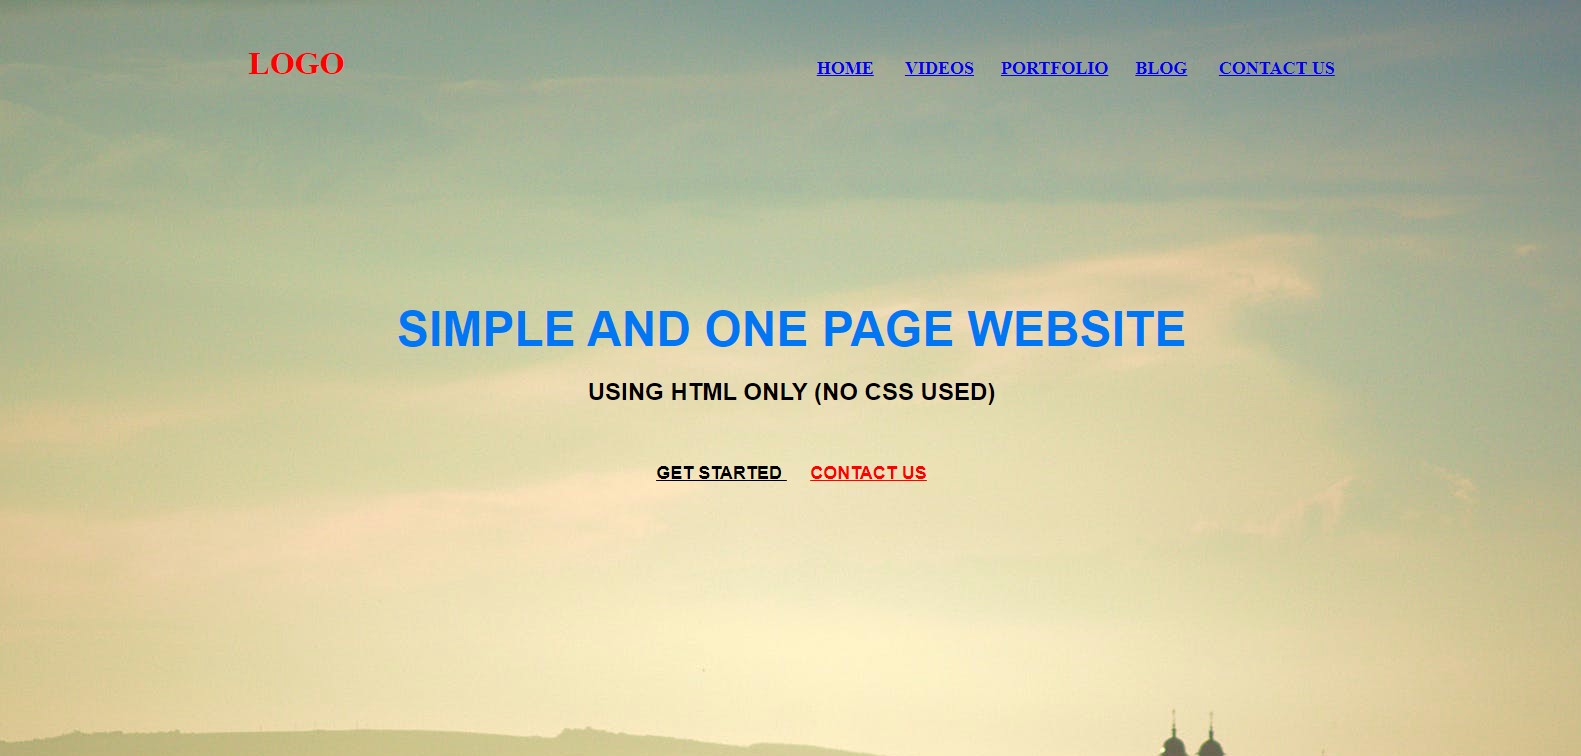 LOGO
HOME VIDEOS PORTFOLIO BLOG CONTACT US
SIMPLE AND ONE PAGE WEBSITE
USING HTML ONLY (NO CSS USED)
GET STARTED CONTACT US